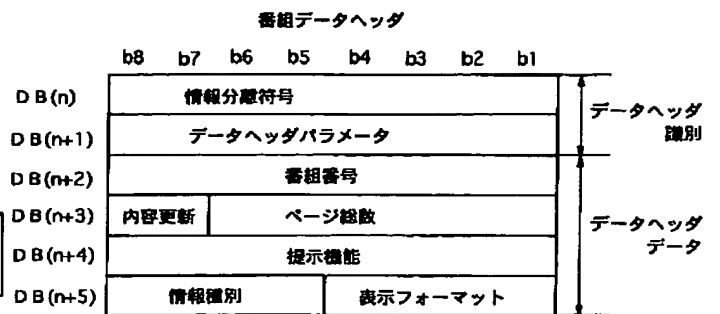 番組データヘッダ
b8 b7 b6 b5 b4 b3 b2 b1
DB(n) 情報分離符号
DB(n+1) データヘッダパラメータ
データヘッダ
識別
DB(n+2) 番組番号
DB(n+3) 内容更新 ページ総数
DB(n+4) 提示機能
DB(n+5) 情報種別 表示フォーマット
データヘッダ
データ